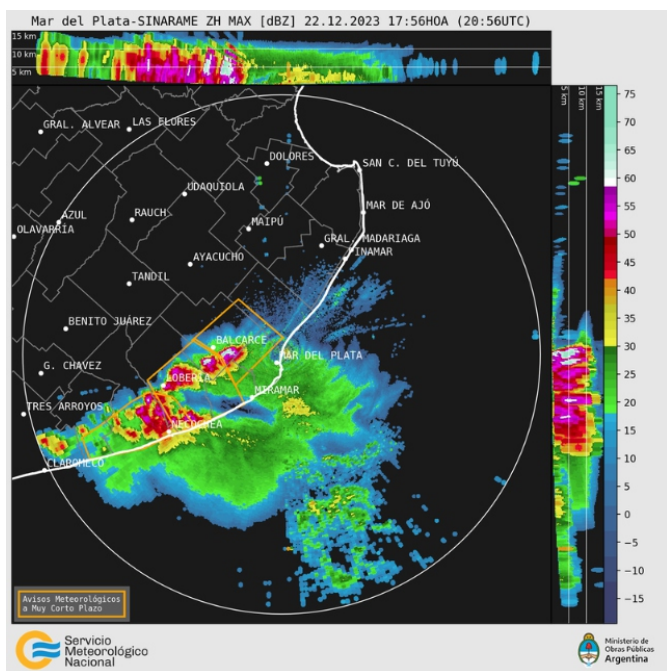 Mar del Plata-SINARAME ZH MAX [dBZ] 22.12.2023 17:56HOA (20:56UTC)
15 km
10 km
5 km
5 km
10 km
15 km
GRAL. ALVEAR
LAS FLORES
DOLORES
SAN C. DEL TUYÚ
UDAQUIOLA
AZUL
RAUCH
MAR DE AJÓ
OLAVARRÍA
MAIPÚ
GRAL. MADARIAGA
PINAMAR
AYACUCHO
TANDIL
BENITO JUÁREZ
BALCARCE
MAR DEL PLATA
G. CHAVEZ
LOBERÍA
MIRAMAR
TRES ARROYOS
NECOCHEA
CLAROMECÓ
75
70
65
60
55
50
45
40
35
30
25
20
15
10
5
0
−5
−10
−15
Avisos Meteorológicos
a Muy Corto Plazo
Servicio
Meteorológico
Nacional
Ministerio de
Obras Públicas
Argentina